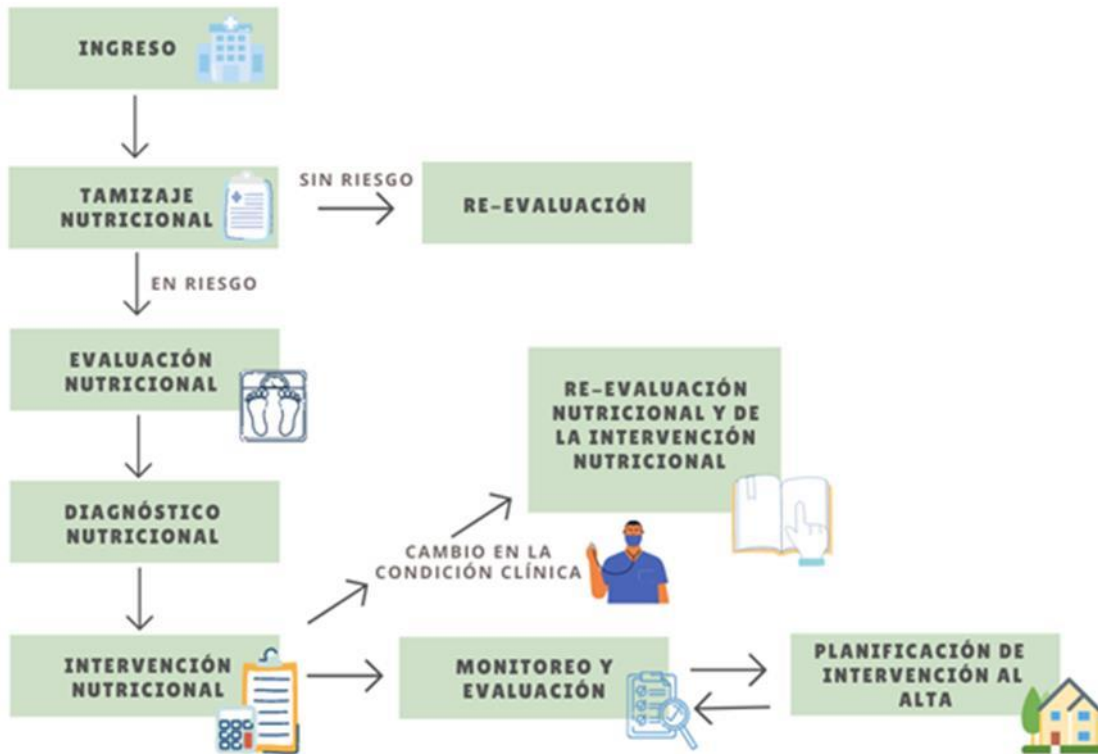 INGRESO
TAMIZAJE
NUTRICIONAL
SIN RIESGO
RE-EVALUACIÓN
EN RIESGO
EVALUACIÓN
NUTRICIONAL
RE-EVALUACIÓN
NUTRICIONAL Y DE
LA INTERVENCIÓN
NUTRICIONAL
DIAGNÓSTICO
NUTRICIONAL
CAMBIO EN LA
CONDICIÓN CLÍNICA
INTERVENCIÓN
NUTRICIONAL
MONITOREO Y
EVALUACIÓN
PLANIFICACIÓN DE
INTERVENCIÓN AL
ALTA